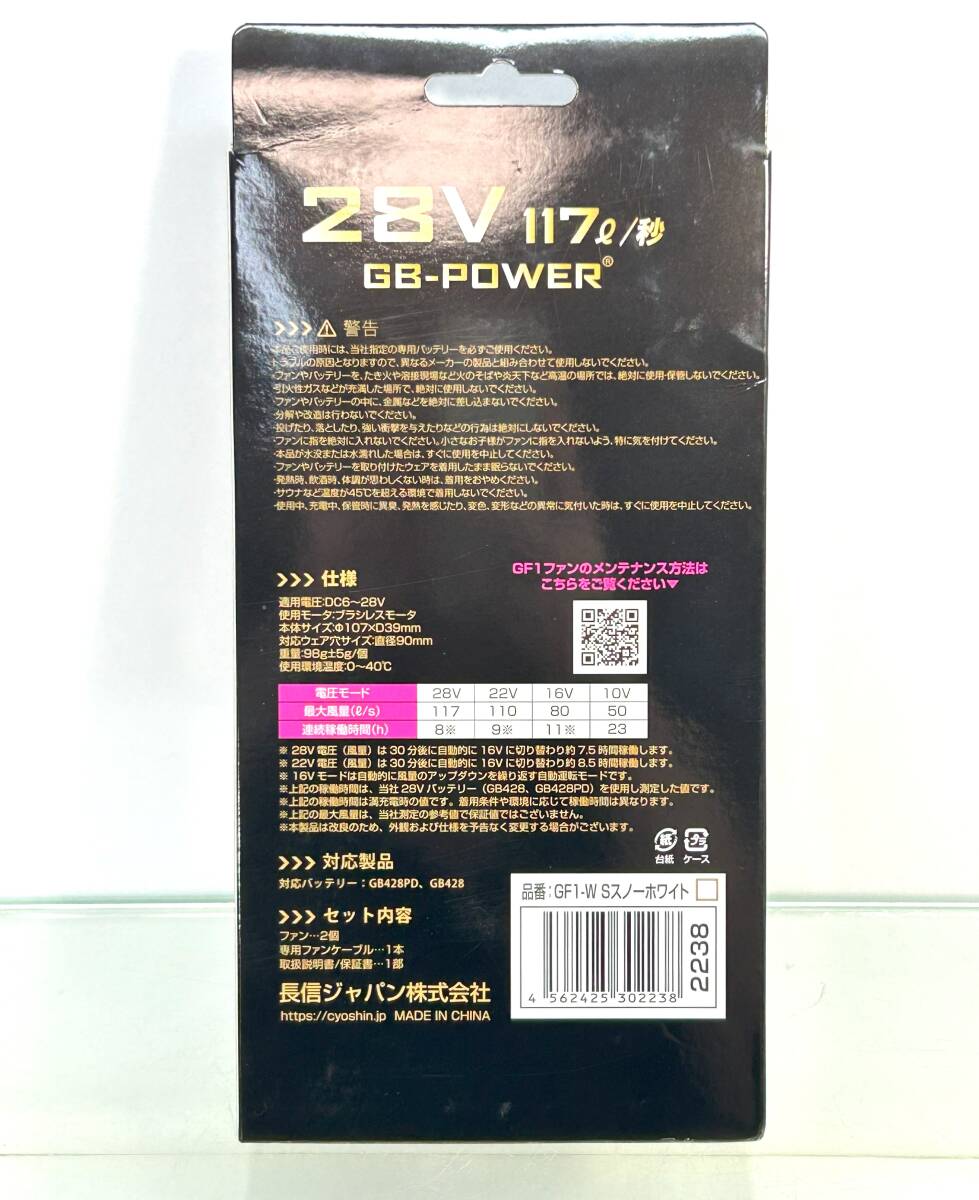 28V 117ℓ/秒
GB-POWER®
>>> ⚠ 警告
本品ご使用時には、当社指定の専用バッテリーを必ずご使用ください。
トラブルの原因となりますので、異なるメーカーの製品と組み合わせて使用しないでください。
・ファンやバッテリーを、たき火や溶接現場など火のそばや炎天下など高温の場所では、絶対に使用・保管しないでください。
引火性ガスなどが充満した場所で、絶対に使用しないでください。
・ファンやバッテリーの中に、金属などを絶対に差し込まないでください。
・分解や改造は行わないでください。
・投げたり、落としたり、強い衝撃を与えたりなどの行為は絶対にしないでください。
・ファンに指を絶対に入れないでください。小さなお子様がファンに指を入れないよう、特に気を付けてください。
・本品が水没または水濡れした場合は、すぐに使用を中止してください。
・ファンやバッテリーを取り付けたウェアを着用したまま眠らないでください。
・発熱時、飲酒時、体調が思わしくない時は、着用をおやめください。
・サウナなど温度が45℃を超える環境で着用しないでください。
・使用中、充電中、保管時に異臭、発熱を感じたり、変色、変形などの異常に気付いた時は、すぐに使用を中止してください。
GF1ファンのメンテナンス方法は
こちらをご覧ください▼
>>> 仕様
適用電圧:DC6〜28V
使用モータ:ブラシレスモータ
本体サイズ:Φ107×D39mm
対応ウェア穴サイズ:直径90mm
重量:98g±5g/個
使用環境温度:0〜40℃
電圧モード 28V 22V 16V 10V
最大風量(ℓ/s) 117 110 80 50
連続稼働時間(h) 8※ 9※ 11※ 23
※ 28V 電圧（風量）は 30 分後に自動的に 16V に切り替わり約 7.5 時間稼働します。
※ 22V 電圧（風量）は 30 分後に自動的に 16V に切り替わり約 8.5 時間稼働します。
※ 16V モードは自動的に風量のアップダウンを繰り返す自動運転モードです。
※上記の稼働時間は、当社 28V バッテリー（GB428、GB428PD）を使用し測定した値です。
※上記の稼働時間は満充電時の値です。着用条件や環境に応じて稼働時間は異なります。
※上記の最大風量は、当社測定の参考値で保証値ではございません。
※本製品は改良のため、外観および仕様を予告なく変更する場合がございます。
紙 プラ
台紙 ケース
>>> 対応製品
対応バッテリー：GB428PD、GB428
品番：GF1-W Sスノーホワイト
>>> セット内容
ファン…2個
専用ファンケーブル…1本
取扱説明書/保証書…1部
2238
4 562425 302238
長信ジャパン株式会社
https://cyoshin.jp MADE IN CHINA